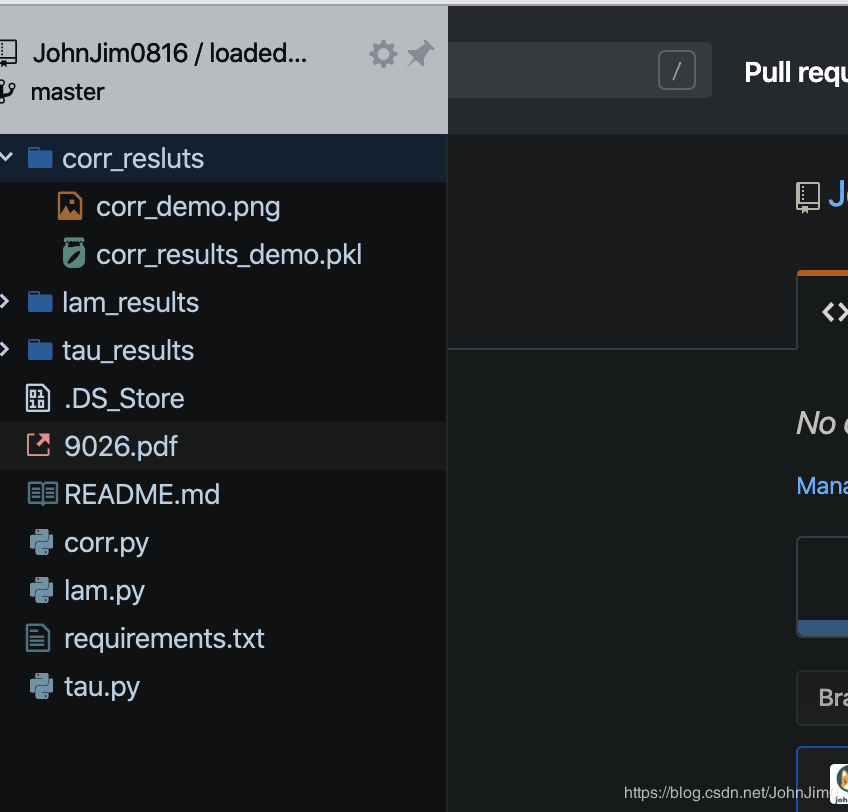 JohnJim0816 / loaded...
master
corr_resluts
corr_demo.png
corr_results_demo.pkl
lam_results
tau_results
.DS_Store
9026.pdf
README.md
corr.py
lam.py
requirements.txt
tau.py
/
Pull requ
J
<>
No
Mana
Bra
https://blog.csdn.net/JohnJim